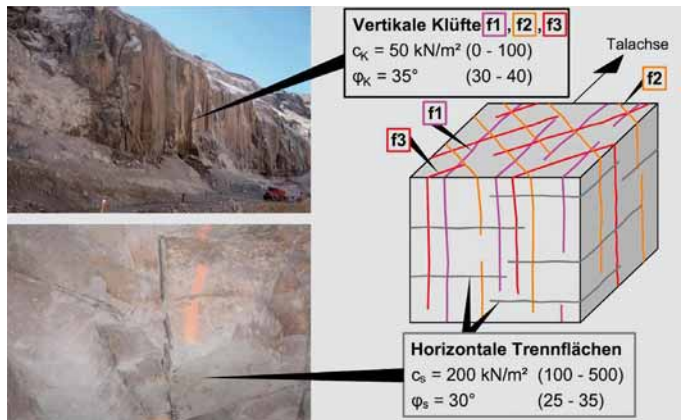 Vertikale Klüfte f1, f2, f3
c_K = 50 kN/m² (0 - 100)
φ_K = 35° (30 - 40)
Talachse
f2
f1
f3
Horizontale Trennflächen
c_s = 200 kN/m² (100 - 500)
φ_s = 30° (25 - 35)